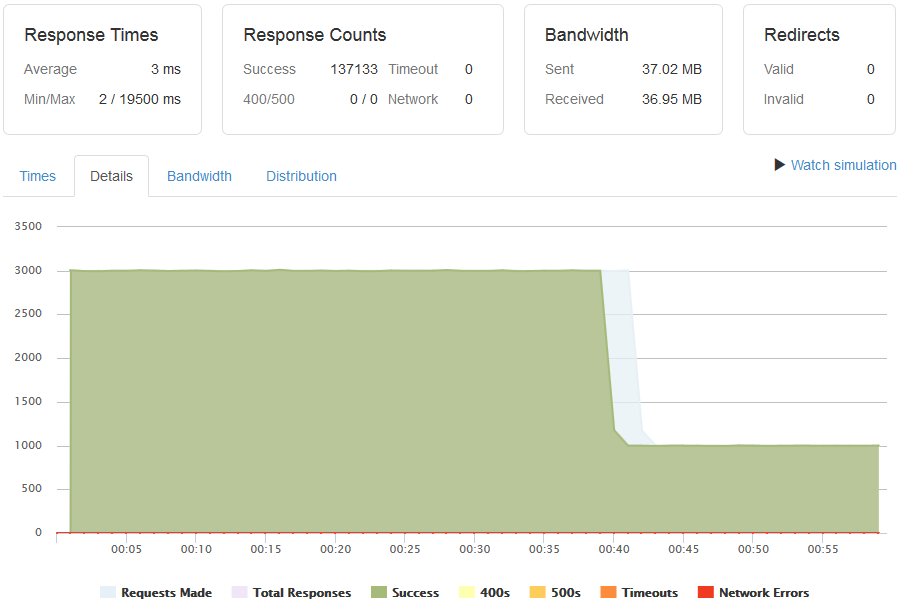 Response Times
Average 3 ms
Min/Max 2 / 19500 ms
Response Counts
Success 137133 Timeout 0
400/500 0 / 0 Network 0
Bandwidth
Sent 37.02 MB
Received 36.95 MB
Redirects
Valid 0
Invalid 0
Times Details Bandwidth Distribution
Watch simulation
3500
3000
2500
2000
1500
1000
500
0
00:05 00:10 00:15 00:20 00:25 00:30 00:35 00:40 00:45 00:50 00:55
Requests Made Total Responses Success 400s 500s Timeouts Network Errors